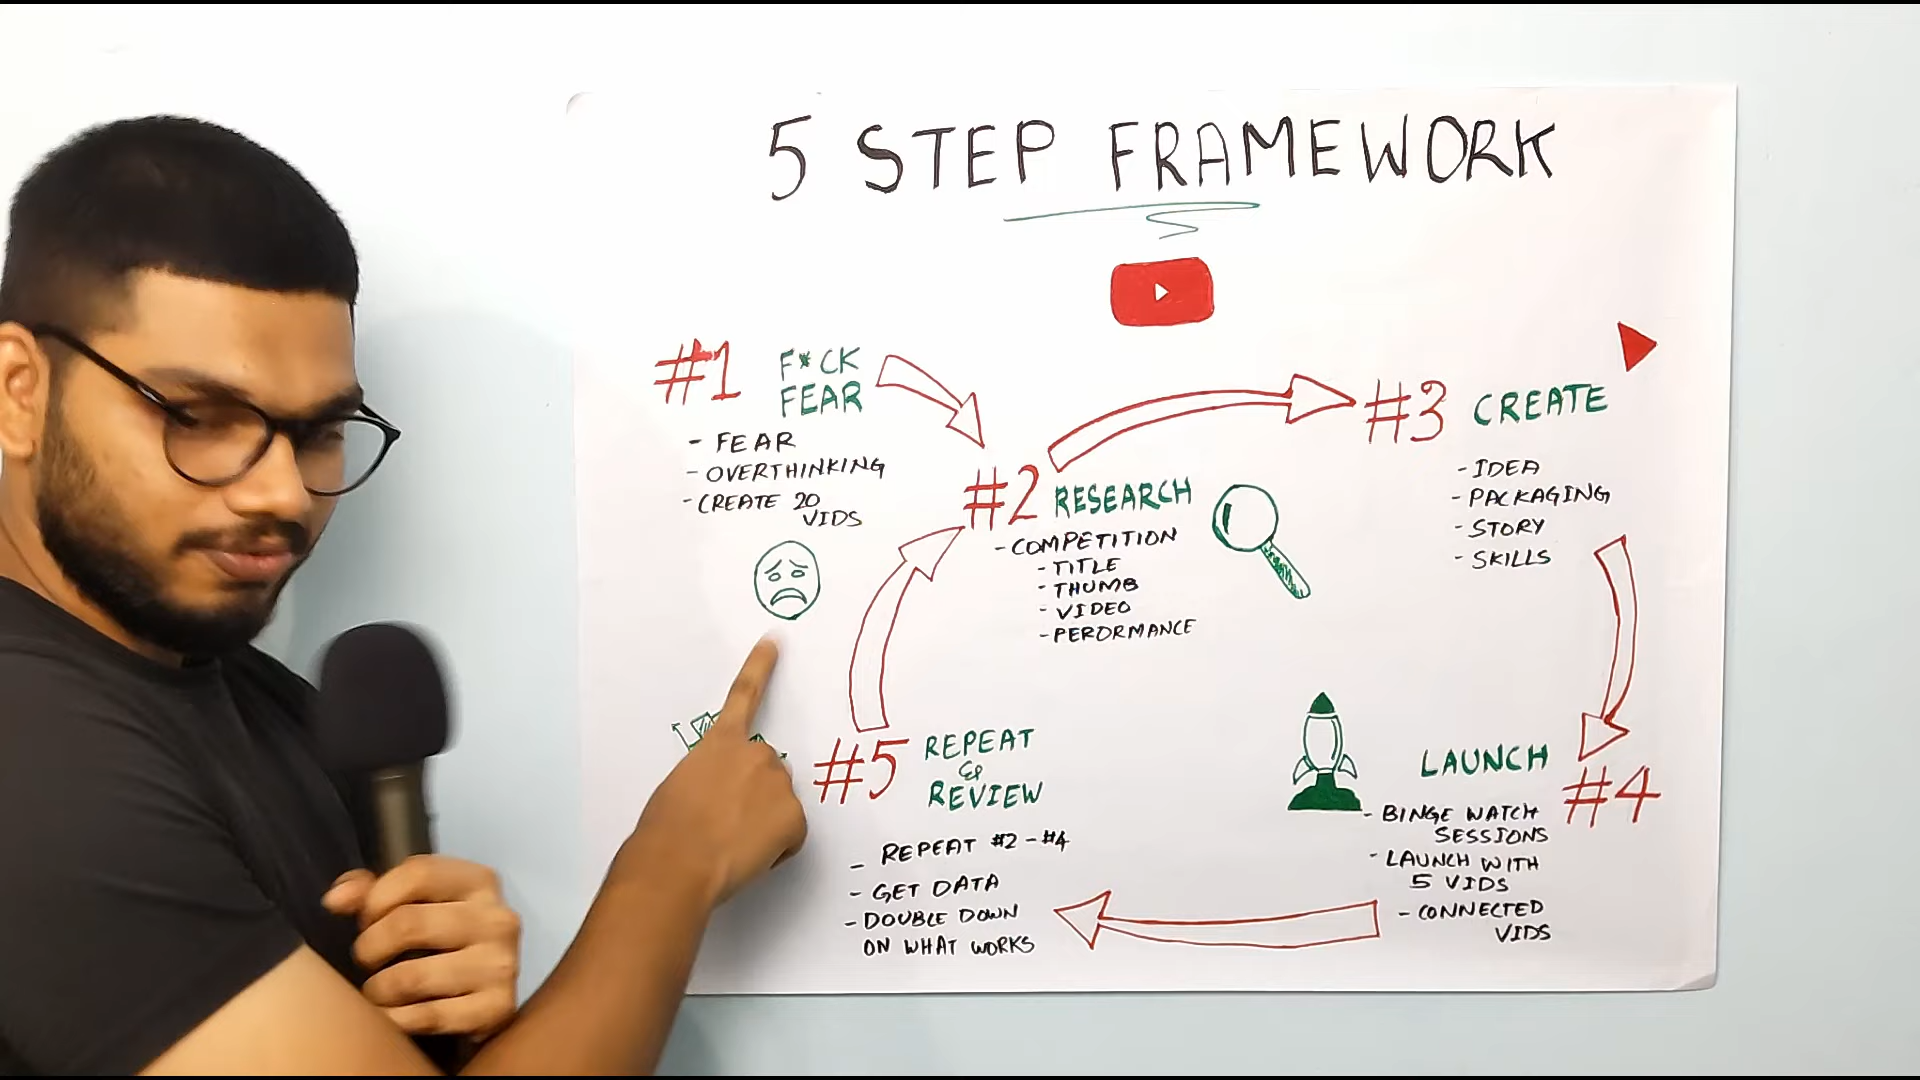 5 STEP FRAMEWORK
#1 F*CK
FEAR
- FEAR
- OVERTHINKING
- CREATE 20
VIDS
#2 RESEARCH
- COMPETITION
- TITLE
- THUMB
- VIDEO
- PERORMANCE
#3 CREATE
- IDEA
- PACKAGING
- STORY
- SKILLS
LAUNCH #4
- BINGE WATCH
SESSIONS
- LAUNCH WITH
5 VIDS
- CONNECTED
VIDS
#5 REPEAT
&
REVIEW
- REPEAT #2 - #4
- GET DATA
- DOUBLE DOWN
ON WHAT WORKS